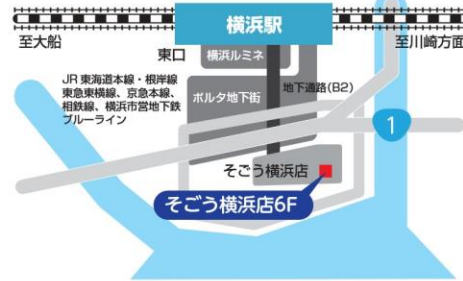 横浜駅
至大船
至川崎方面
東口
横浜ルミネ
JR 東海道本線・根岸線
東急東横線、京急本線、
相鉄線、横浜市営地下鉄
ブルーライン
ポルタ地下街
地下通路(B2)
1
そごう横浜店
そごう横浜店6F